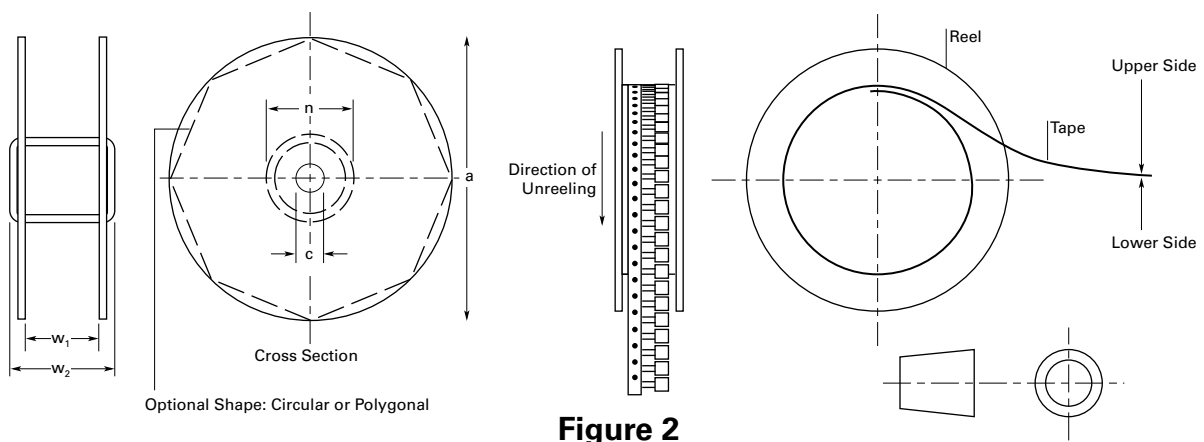 n
a
c
w₁
w₂
Cross Section
Optional Shape: Circular or Polygonal
Direction of
Unreeling
Reel
Tape
Upper Side
Lower Side
Figure 2